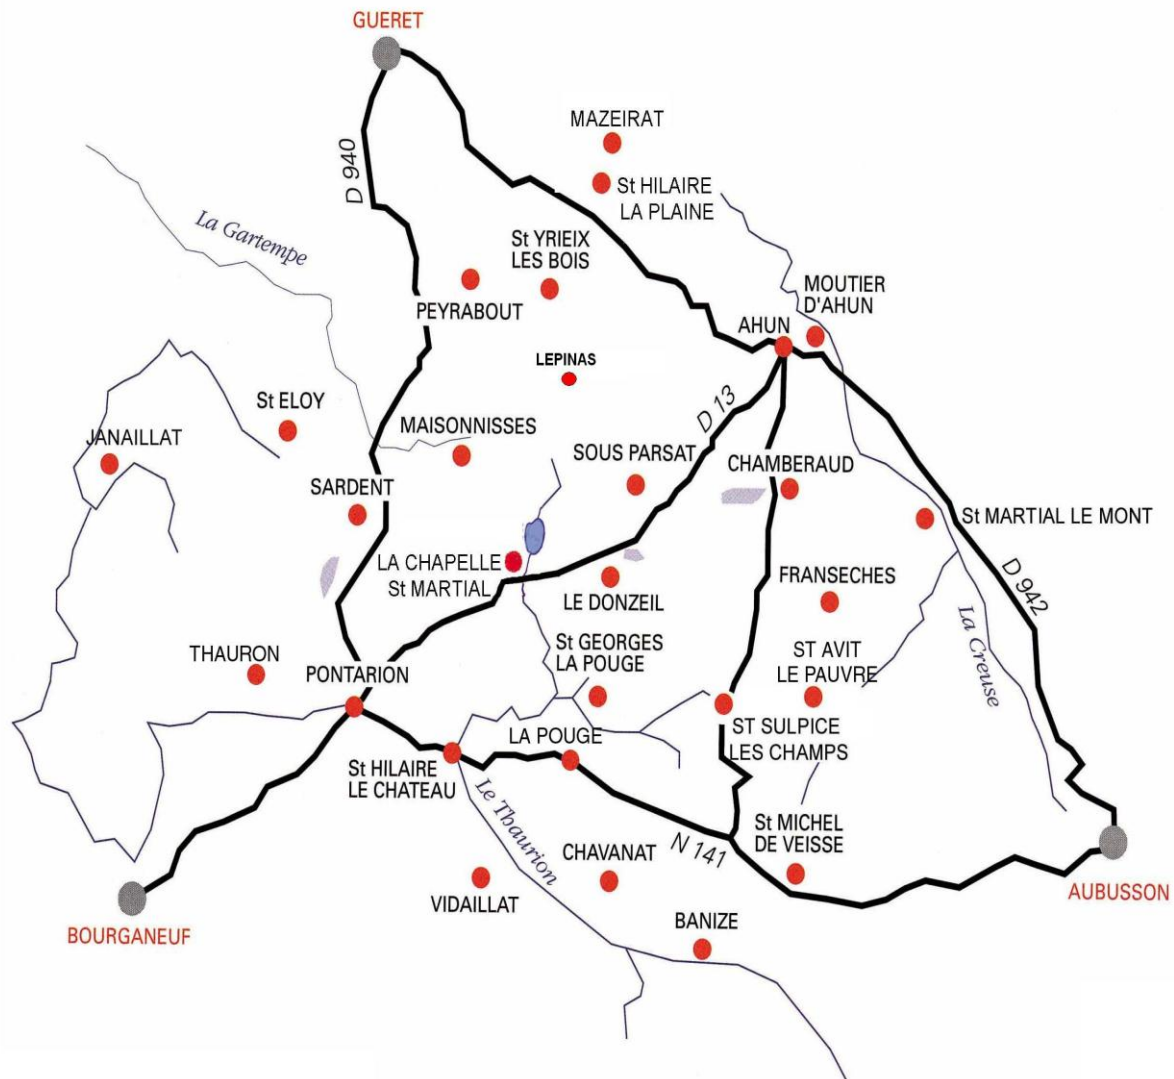 GUERET
MAZEIRAT
D 940
St HILAIRE
LA PLAINE
La Gartempe
St YRIEIX
LES BOIS
MOUTIER
D'AHUN
PEYRABOUT
AHUN
LEPINAS
D 13
St ELOY
MAISONNISSES
JANAILLAT
SOUS PARSAT
CHAMBERAUD
SARDENT
St MARTIAL LE MONT
LA CHAPELLE
St MARTIAL
LE DONZEIL
FRANSECHES
D 942
La Creuse
St GEORGES
LA POUGE
ST AVIT
LE PAUVRE
THAURON
PONTARION
ST SULPICE
LES CHAMPS
LA POUGE
St HILAIRE
LE CHATEAU
Le Thaurion
St MICHEL
DE VEISSE
N 141
CHAVANAT
VIDAILLAT
AUBUSSON
BANIZE
BOURGANEUF